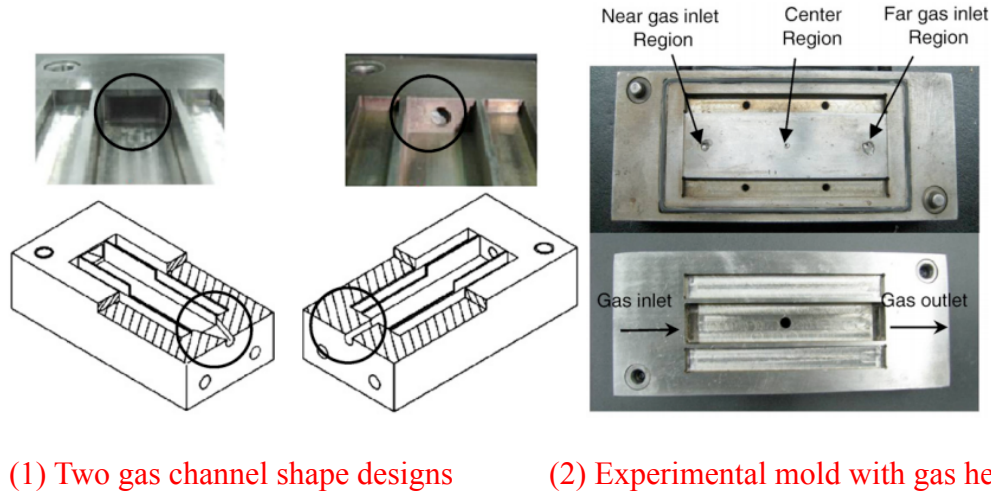 Near gas inlet
Region
Center
Region
Far gas inlet
Region
Gas inlet
Gas outlet
(1) Two gas channel shape designs
(2) Experimental mold with gas he